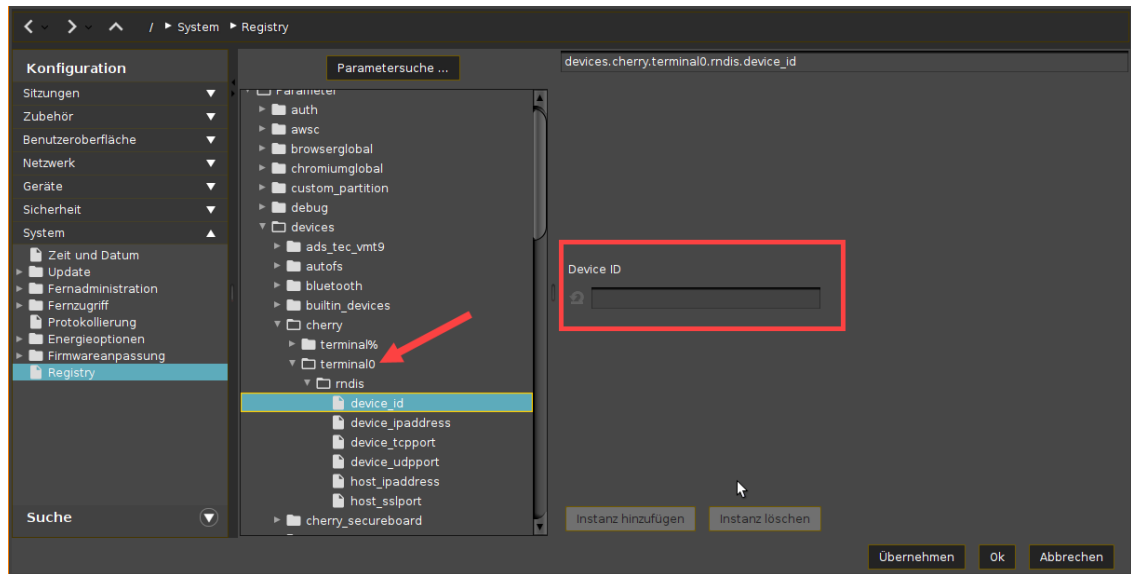 / System Registry
Konfiguration
Sitzungen
Zubehör
Benutzeroberfläche
Netzwerk
Geräte
Sicherheit
System
Zeit und Datum
Update
Fernadministration
Fernzugriff
Protokollierung
Energieoptionen
Firmwareanpassung
Registry
Suche
Parametersuche ...
Parameter
auth
awsc
browserglobal
chromiumglobal
custom_partition
debug
devices
ads_tec_vmt9
autofs
bluetooth
builtin_devices
cherry
terminal%
terminal0
rndis
device_id
device_ipaddress
device_tcpport
device_udpport
host_ipaddress
host_sslport
cherry_secureboard
devices.cherry.terminal0.rndis.device_id
Device ID
Instanz hinzufügen Instanz löschen
Übernehmen Ok Abbrechen